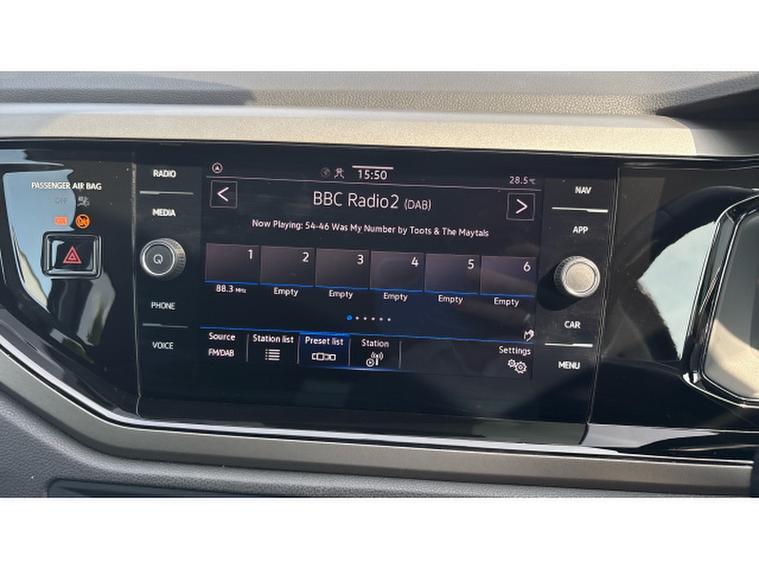 PASSENGER AIR BAG
OFF
RADIO
MEDIA
PHONE
VOICE
15:50
28.5°C
BBC Radio2 (DAB)
Now Playing: 54-46 Was My Number by Toots & The Maytals
1 2 3 4 5 6
88.3 MHz Empty Empty Empty Empty Empty
Source Station list Preset list Station Settings
FM/DAB
NAV
APP
CAR
MENU